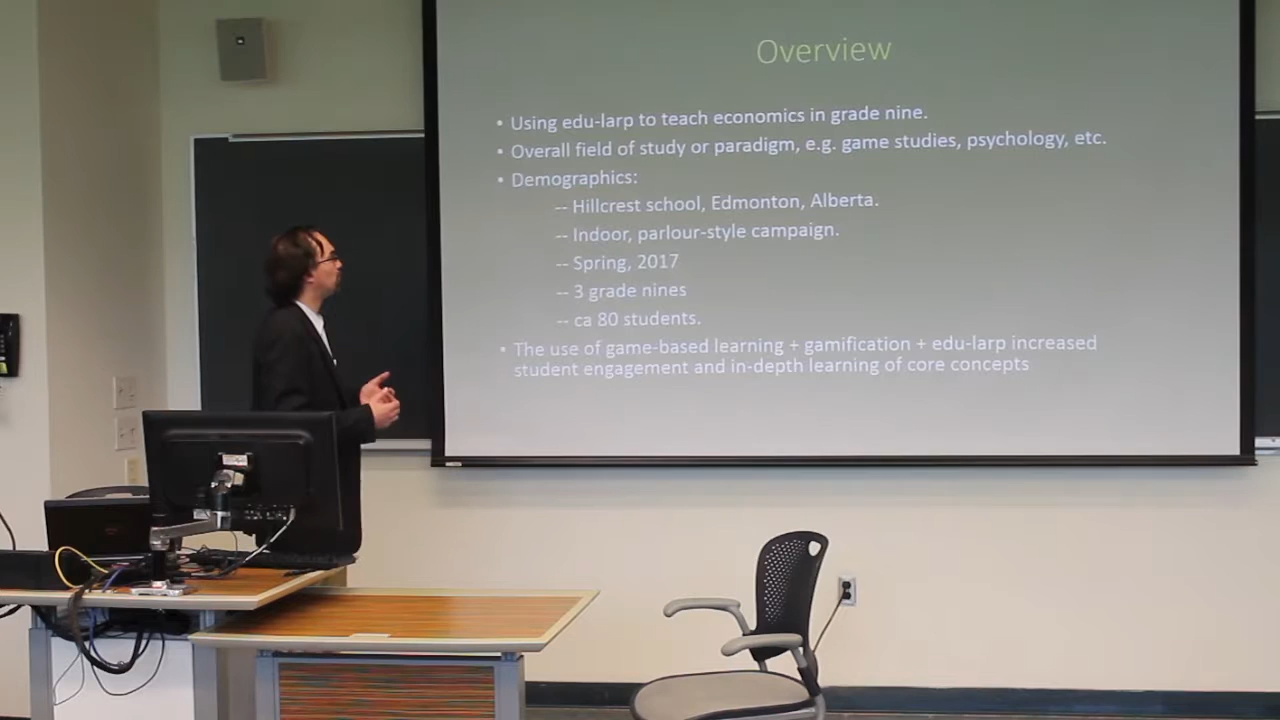 Overview
• Using edu-larp to teach economics in grade nine.
• Overall field of study or paradigm, e.g. game studies, psychology, etc.
• Demographics:
-- Hillcrest school, Edmonton, Alberta.
-- Indoor, parlour-style campaign.
-- Spring, 2017
-- 3 grade nines
-- ca 80 students.
• The use of game-based learning + gamification + edu-larp increased
student engagement and in-depth learning of core concepts